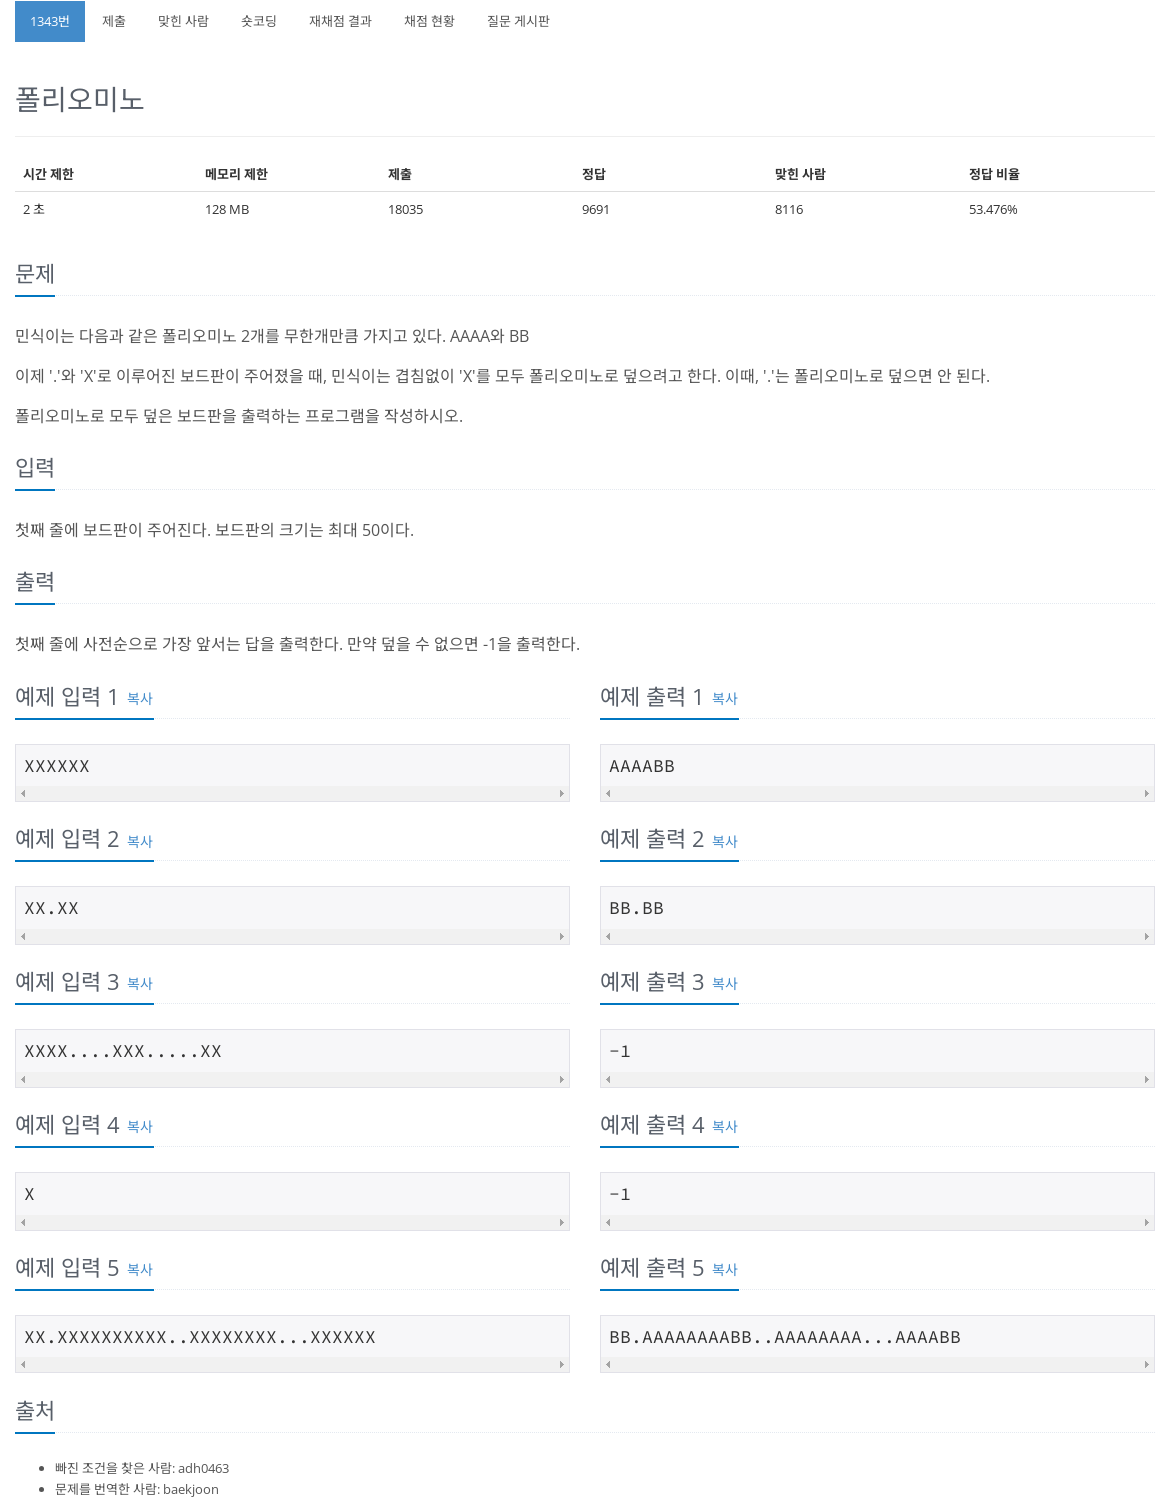 1343번 제출 맞힌 사람 숏코딩 재채점 결과 채점 현황 질문 게시판
폴리오미노
시간 제한 메모리 제한 제출 정답 맞힌 사람 정답 비율
2 초 128 MB 18035 9691 8116 53.476%
문제
민식이는 다음과 같은 폴리오미노 2개를 무한개만큼 가지고 있다. AAAA와 BB
이제 '.'와 'X'로 이루어진 보드판이 주어졌을 때, 민식이는 겹침없이 'X'를 모두 폴리오미노로 덮으려고 한다. 이때, '.'는 폴리오미노로 덮으면 안 된다.
폴리오미노로 모두 덮은 보드판을 출력하는 프로그램을 작성하시오.
입력
첫째 줄에 보드판이 주어진다. 보드판의 크기는 최대 50이다.
출력
첫째 줄에 사전순으로 가장 앞서는 답을 출력한다. 만약 덮을 수 없으면 -1을 출력한다.
예제 입력 1 복사 예제 출력 1 복사
XXXXXX AAAABB
예제 입력 2 복사 예제 출력 2 복사
XX.XX BB.BB
예제 입력 3 복사 예제 출력 3 복사
XXXX....XXX.....XX -1
예제 입력 4 복사 예제 출력 4 복사
X -1
예제 입력 5 복사 예제 출력 5 복사
XX.XXXXXXXXXX..XXXXXXXX...XXXXXX BB.AAAAAAAABB..AAAAAAAA...AAAABB
출처
빠진 조건을 찾은 사람: adh0463
문제를 번역한 사람: baekjoon